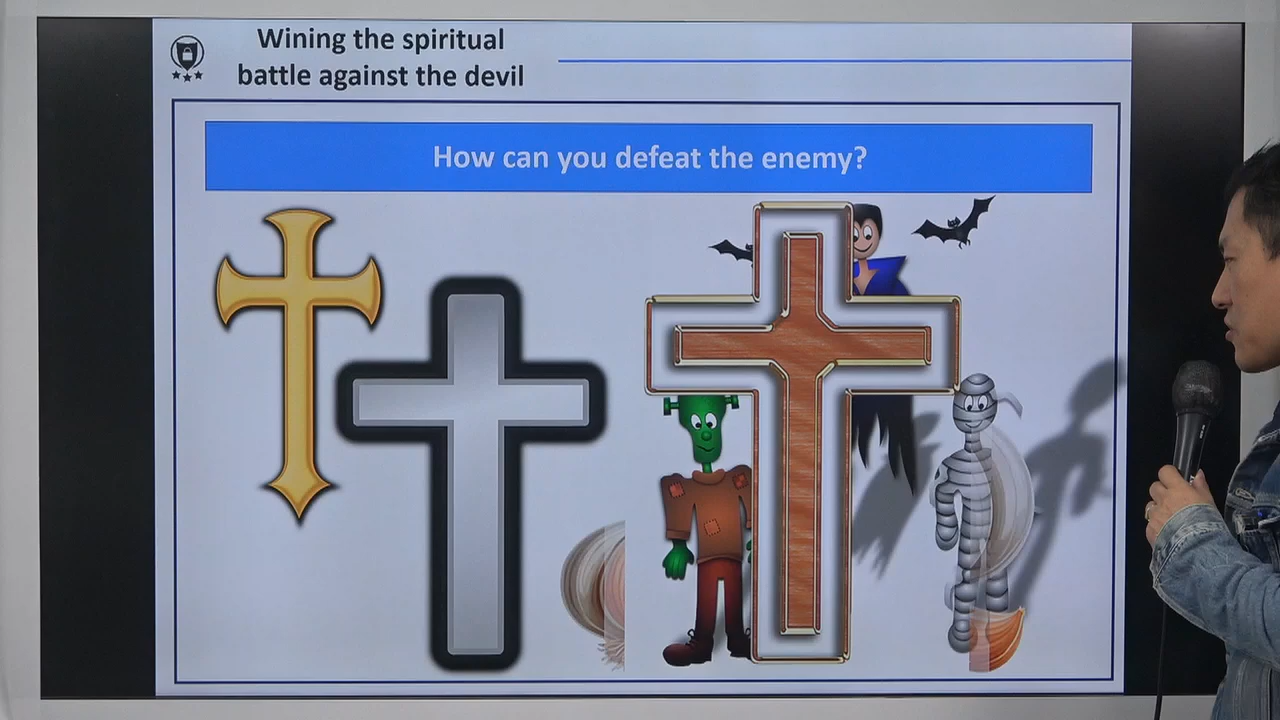 Wining the spiritual
battle against the devil
How can you defeat the enemy?